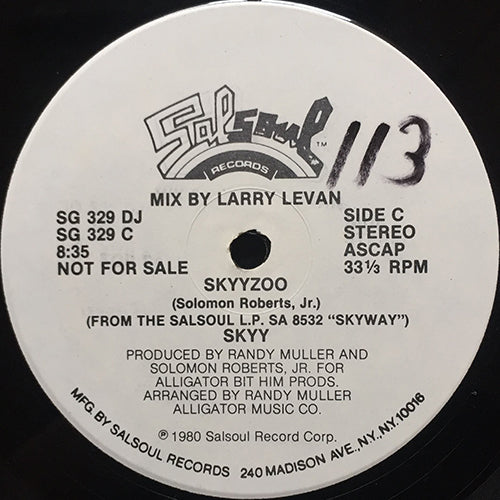 Salsoul
TM
RECORDS
113
MIX BY LARRY LEVAN
SG 329 DJ
SG 329 C
8:35
NOT FOR SALE
SIDE C
STEREO
ASCAP
33⅓ RPM
SKYYZOO
(Solomon Roberts, Jr.)
(FROM THE SALSOUL L.P. SA 8532 "SKYWAY")
SKYY
PRODUCED BY RANDY MULLER AND
SOLOMON ROBERTS, JR. FOR
ALLIGATOR BIT HIM PRODS.
ARRANGED BY RANDY MULLER
ALLIGATOR MUSIC CO.
℗ 1980 Salsoul Record Corp.
MFG. BY SALSOUL RECORDS 240 MADISON AVE., NY., NY. 10016